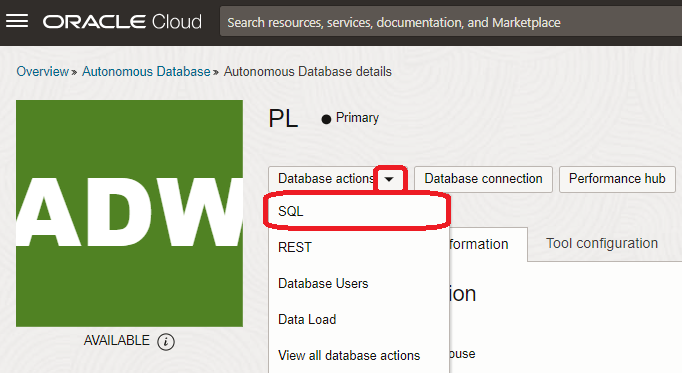 ORACLE Cloud
Search resources, services, documentation, and Marketplace
Overview » Autonomous Database » Autonomous Database details
ADW
AVAILABLE
PL
Primary
Database actions
Database connection
Performance hub
SQL
REST
Database Users
Data Load
View all database actions
formation
Tool configuration
ion
ouse